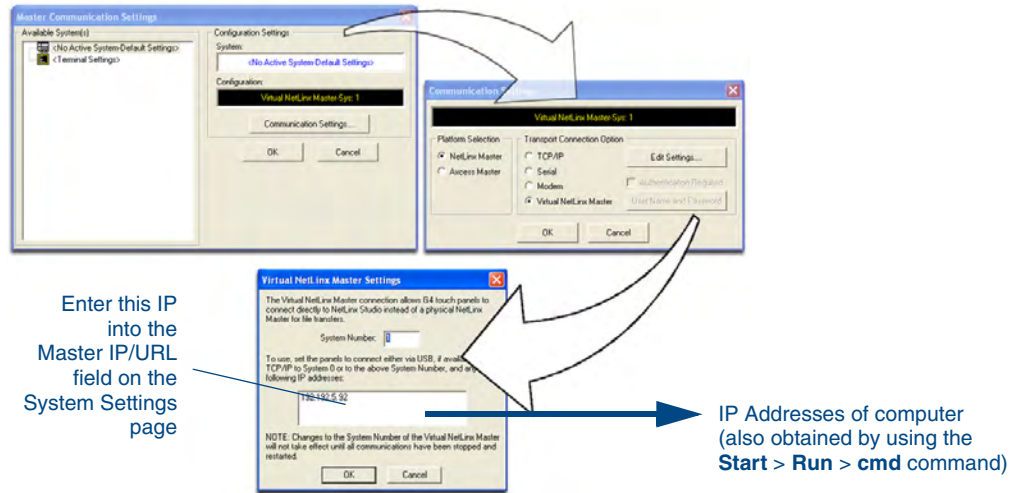 Master Communication Settings
Available System(s)
<No Active System-Default Settings>
<Terminal Settings>
Configuration Settings
System:
<No Active System-Default Settings>
Configuration:
Virtual NetLinx Master-Sys: 1
Communication Settings...
OK
Cancel
Communication
Virtual NetLinx Master-Sys: 1
Platform Selection
NetLinx Master
Axcess Master
Transport Connection Option
TCP/IP
Serial
Modem
Virtual NetLinx Master
Edit Settings...
Authentication Required
User Name and Password
OK
Cancel
Virtual NetLinx Master Settings
The Virtual NetLinx Master connection allows G4 touch panels to
connect directly to NetLinx Studio instead of a physical NetLinx
Master for file transfers.
System Number: 1
To use, set the panels to connect either via USB, if
TCP/IP to System 0 or to the above System Number, and
following IP addresses:
192.192.5.92
NOTE: Changes to the System Number of the Virtual NetLinx Master
will not take effect until all communications have been stopped and
restarted.
OK
Cancel
Enter this IP
into the
Master IP/URL
field on the
System Settings
page
IP Addresses of computer
(also obtained by using the
Start > Run > cmd command)